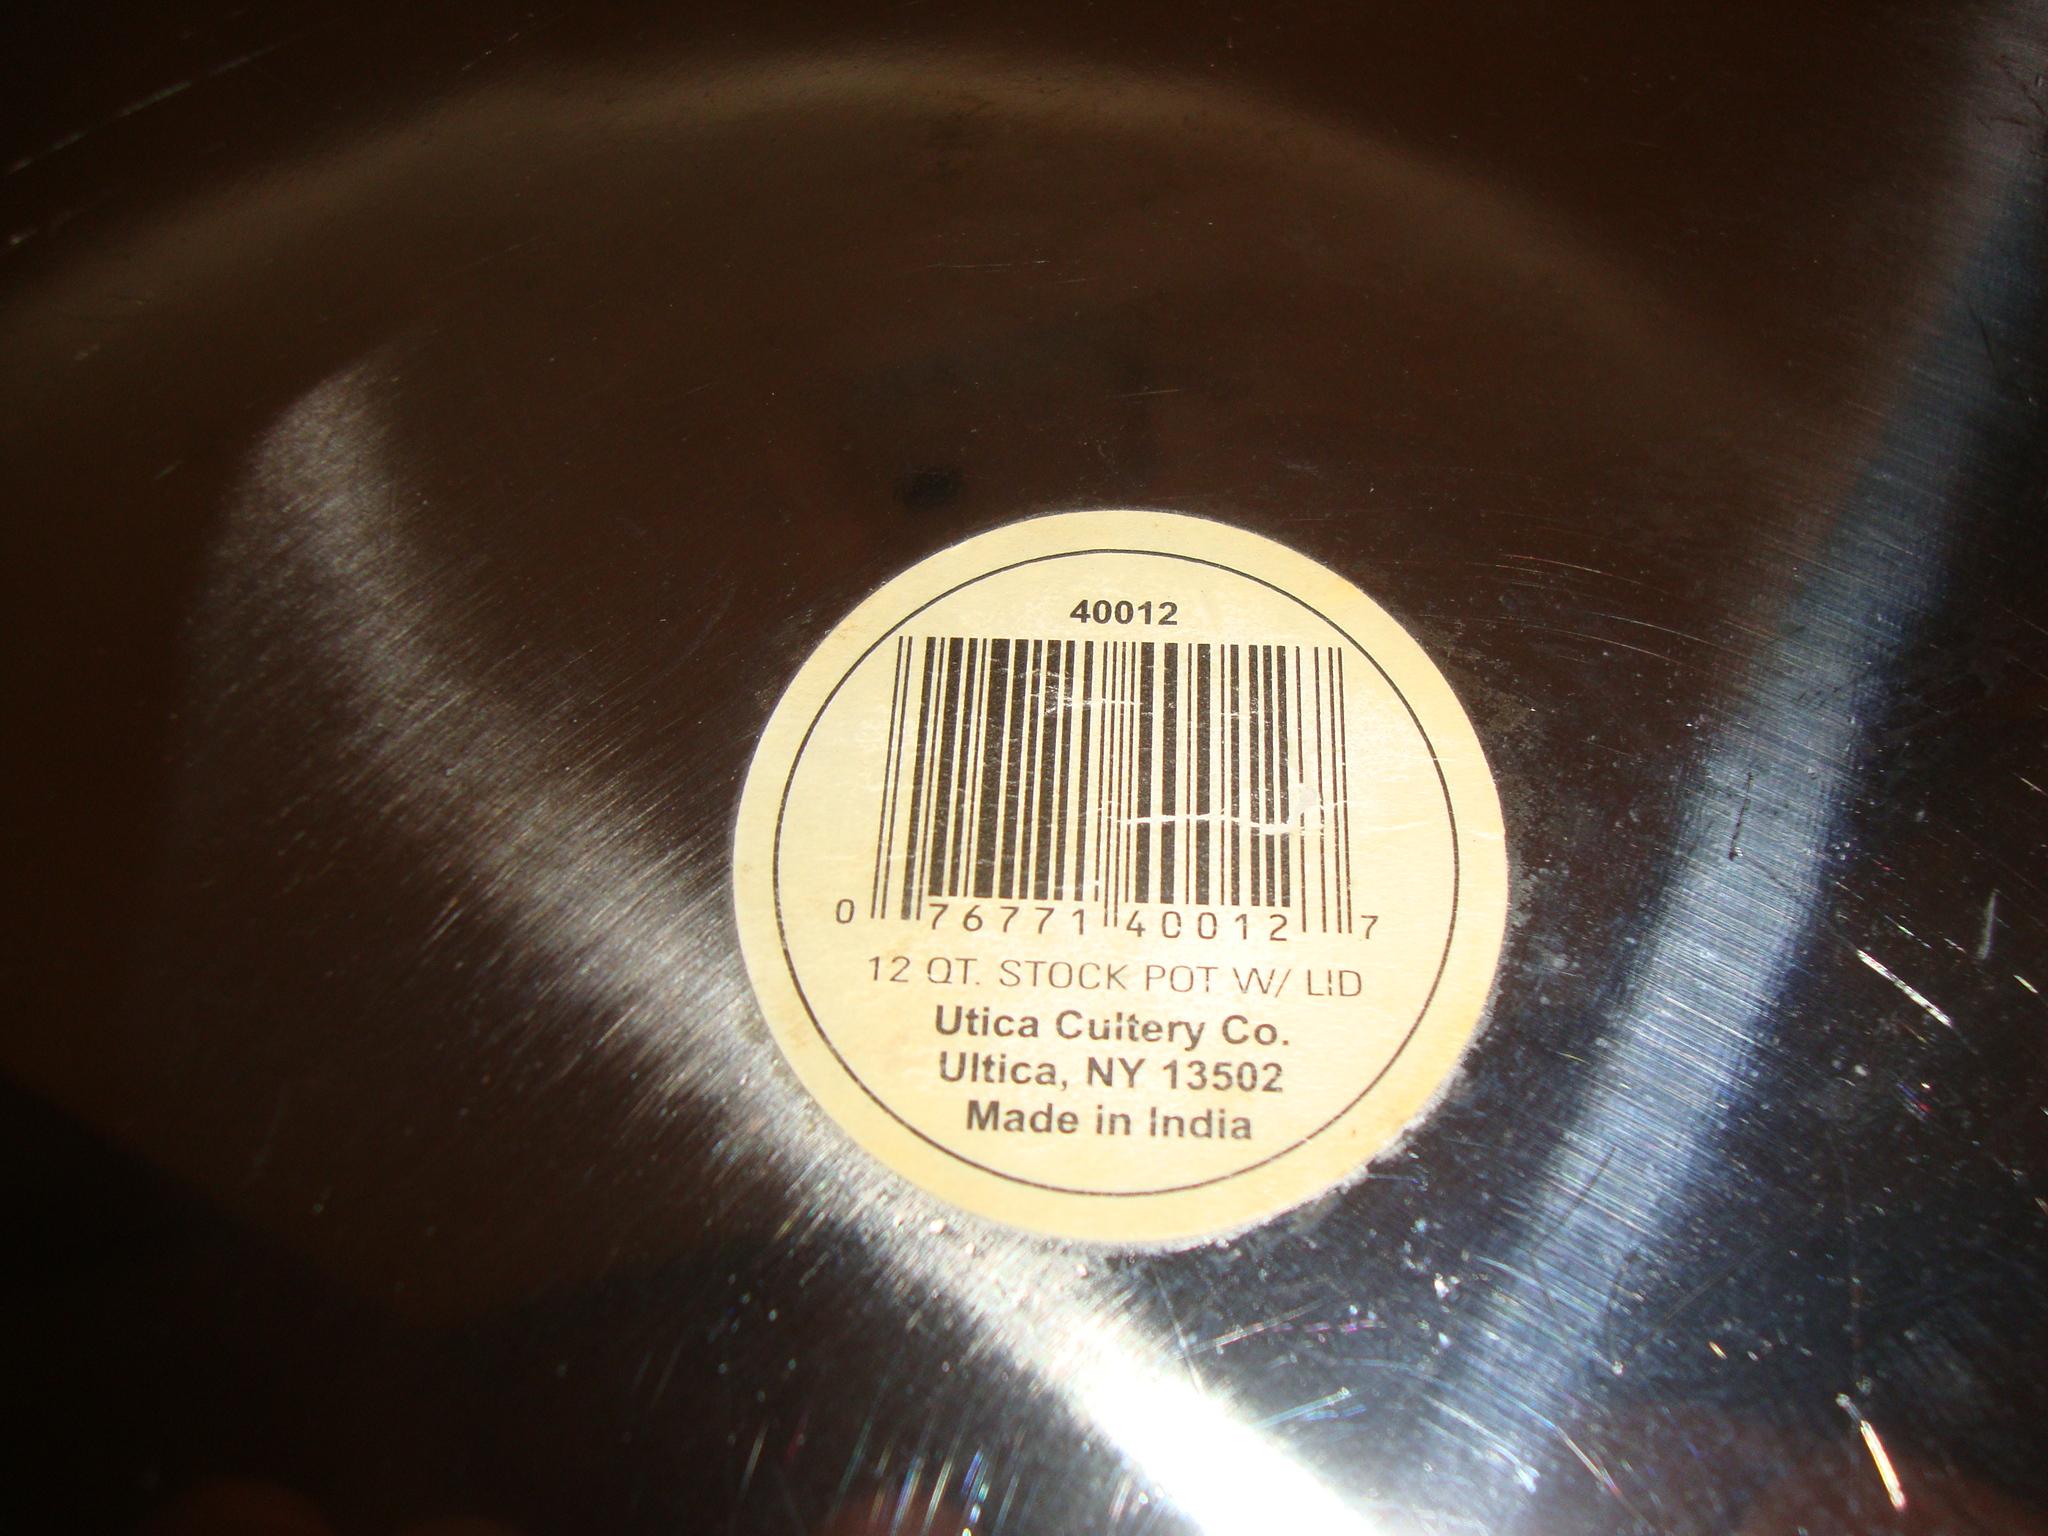 40012
0 76771 40012 7
12 QT. STOCK POT W/ LID
Utica Cultery Co.
Ultica, NY 13502
Made in India